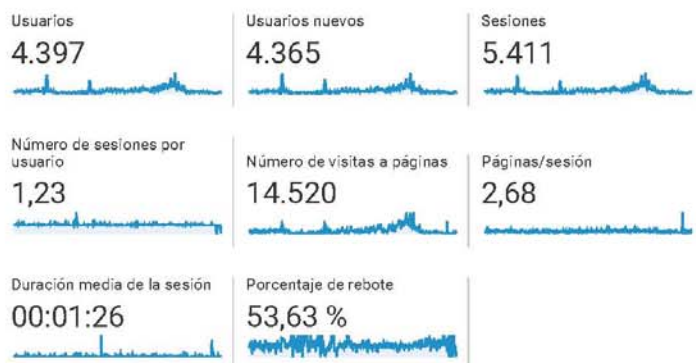 Usuarios
4.397
Usuarios nuevos
4.365
Sesiones
5.411
Número de sesiones por
usuario
1,23
Número de visitas a páginas
14.520
Páginas/sesión
2,68
Duración media de la sesión
00:01:26
Porcentaje de rebote
53,63 %